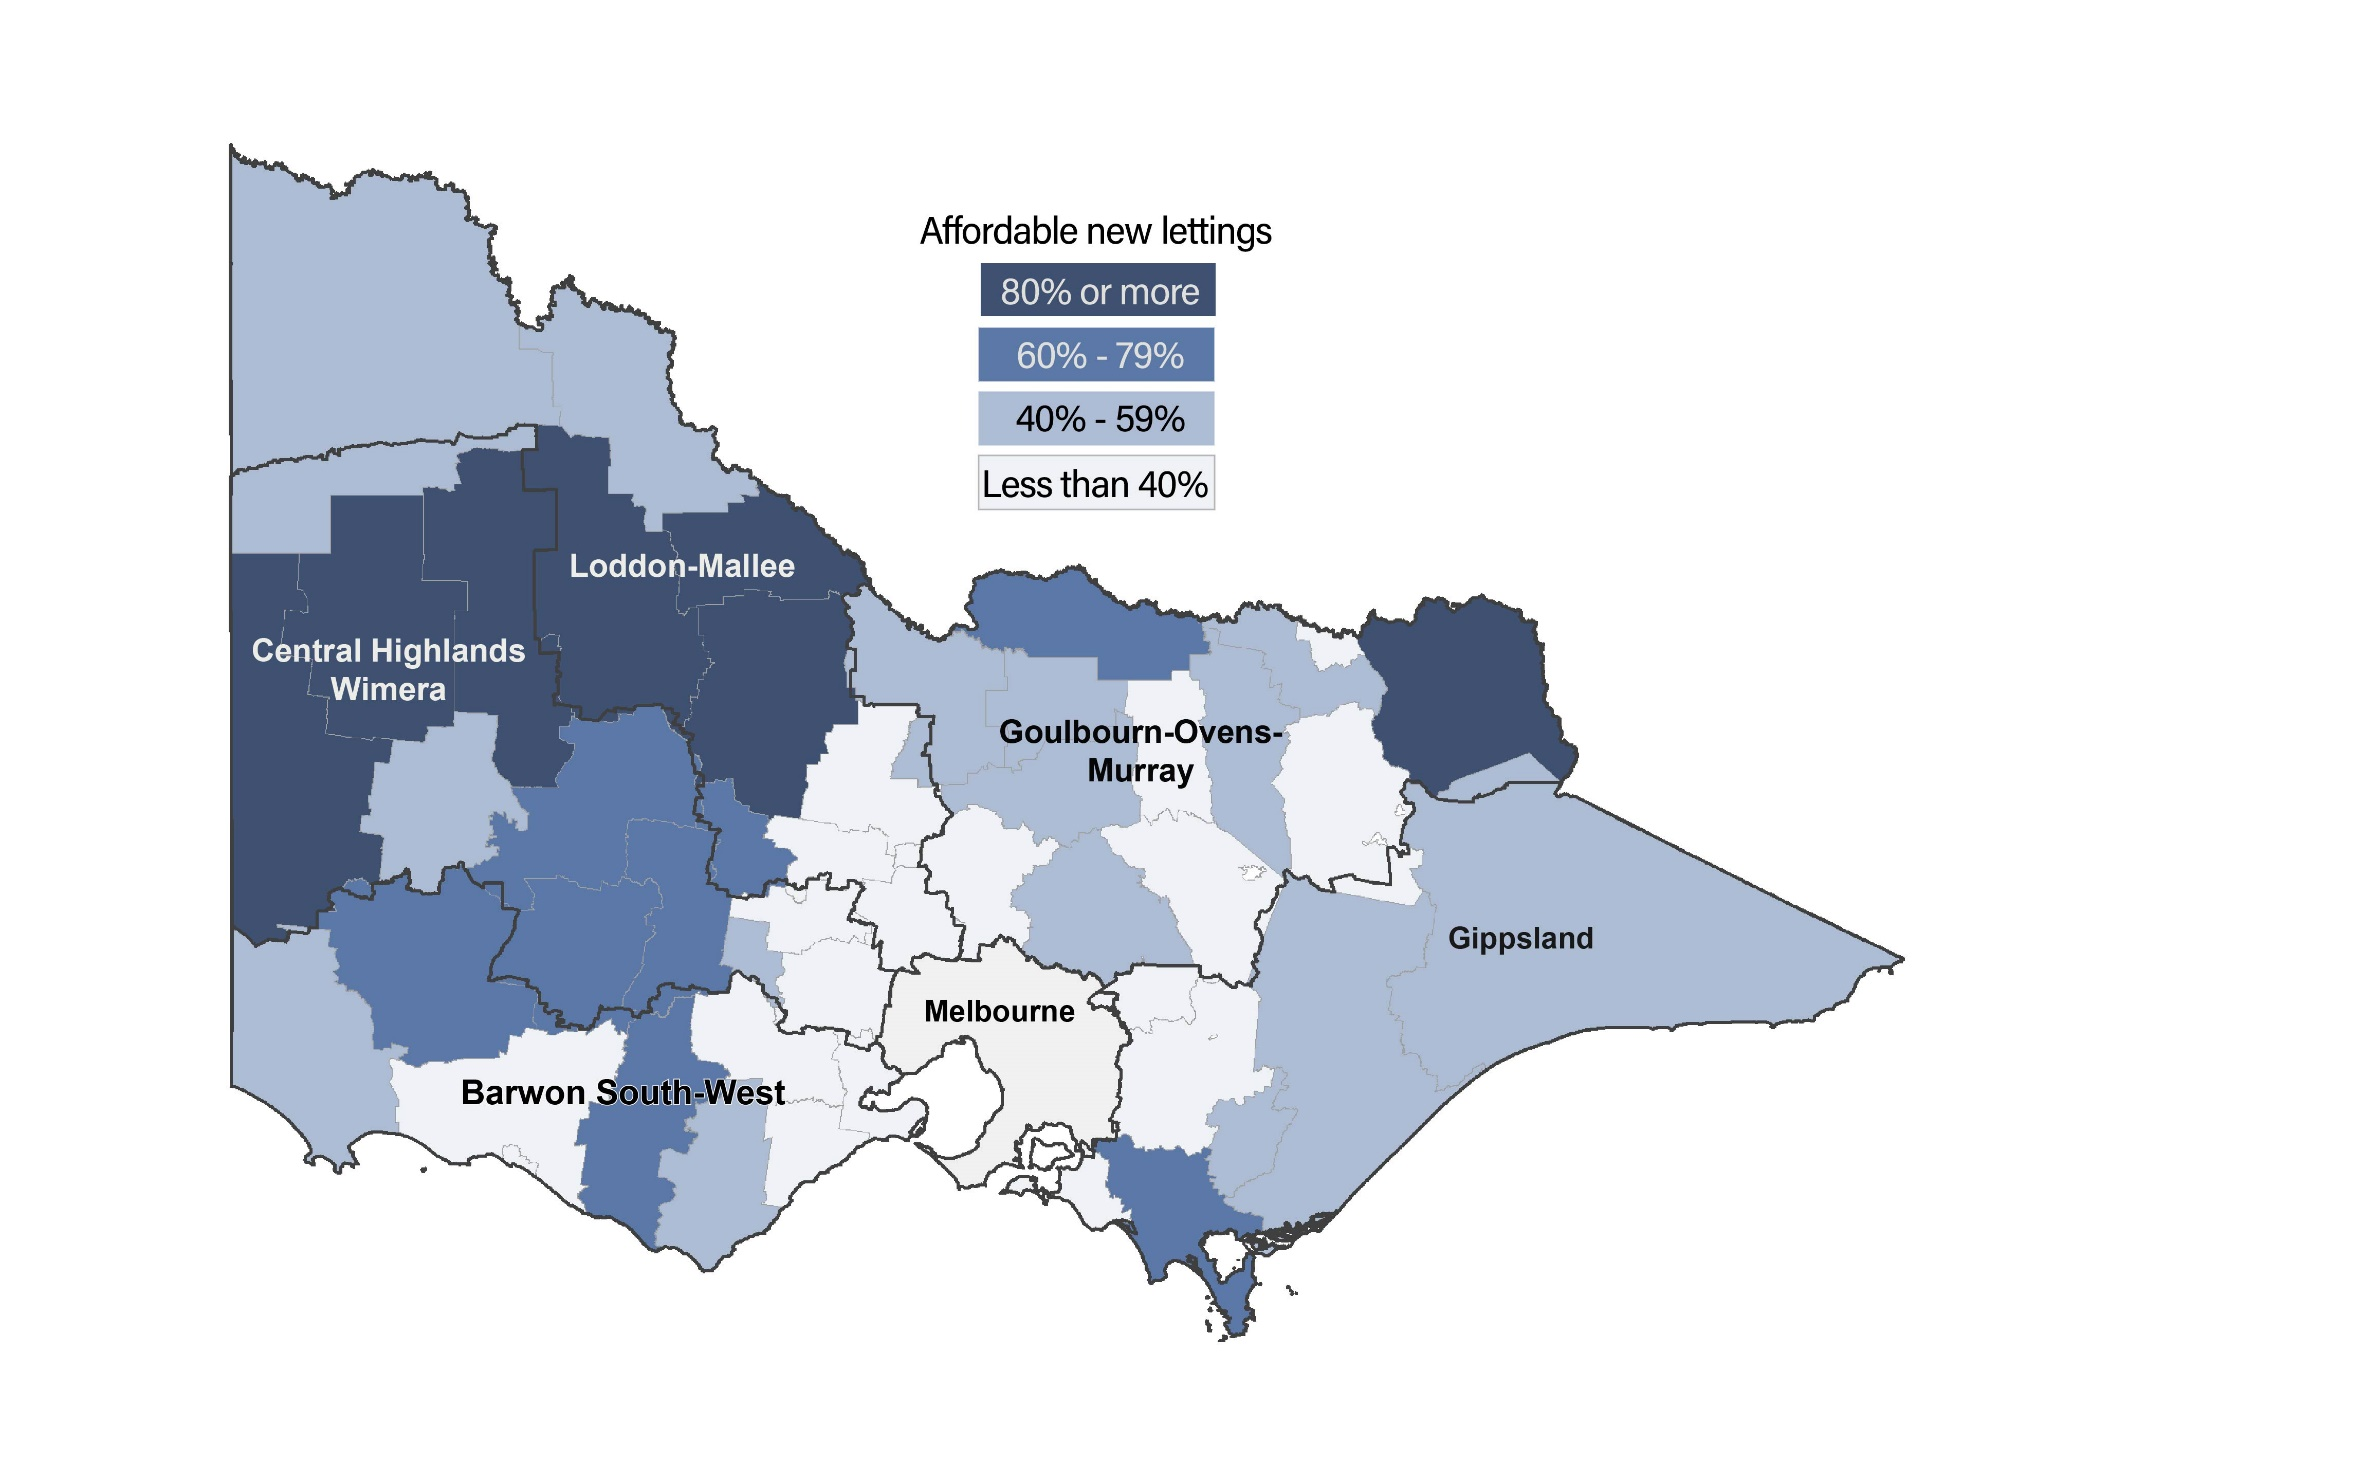 Affordable new lettings
80% or more
60% - 79%
40% - 59%
Less than 40%
Loddon-Mallee
Central Highlands
Wimera
Goulbourn-Ovens-
Murray
Gippsland
Melbourne
Barwon South-West